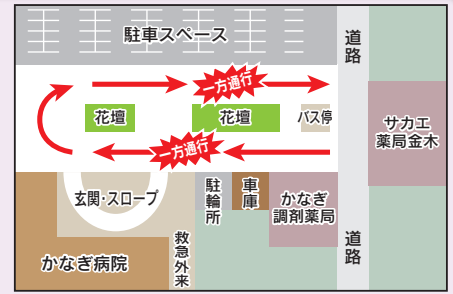 駐車スペース
道路
一方通行
花壇
花壇
バス停
サカエ
薬局金木
一方通行
玄関・スロープ
駐輪所
車庫
かなぎ
調剤薬局
救急外来
道路
かなぎ病院